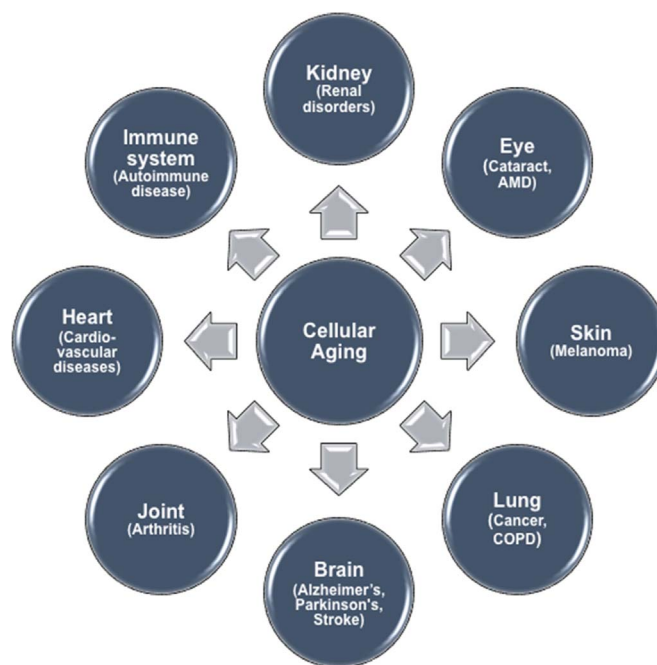 Kidney
(Renal
disorders)
Eye
(Cataract,
AMD)
Skin
(Melanoma)
Lung
(Cancer,
COPD)
Brain
(Alzheimer’s,
Parkinson's,
Stroke)
Joint
(Arthritis)
Heart
(Cardio-
vascular
diseases)
Immune
system
(Autoimmune
disease)
Cellular
Aging